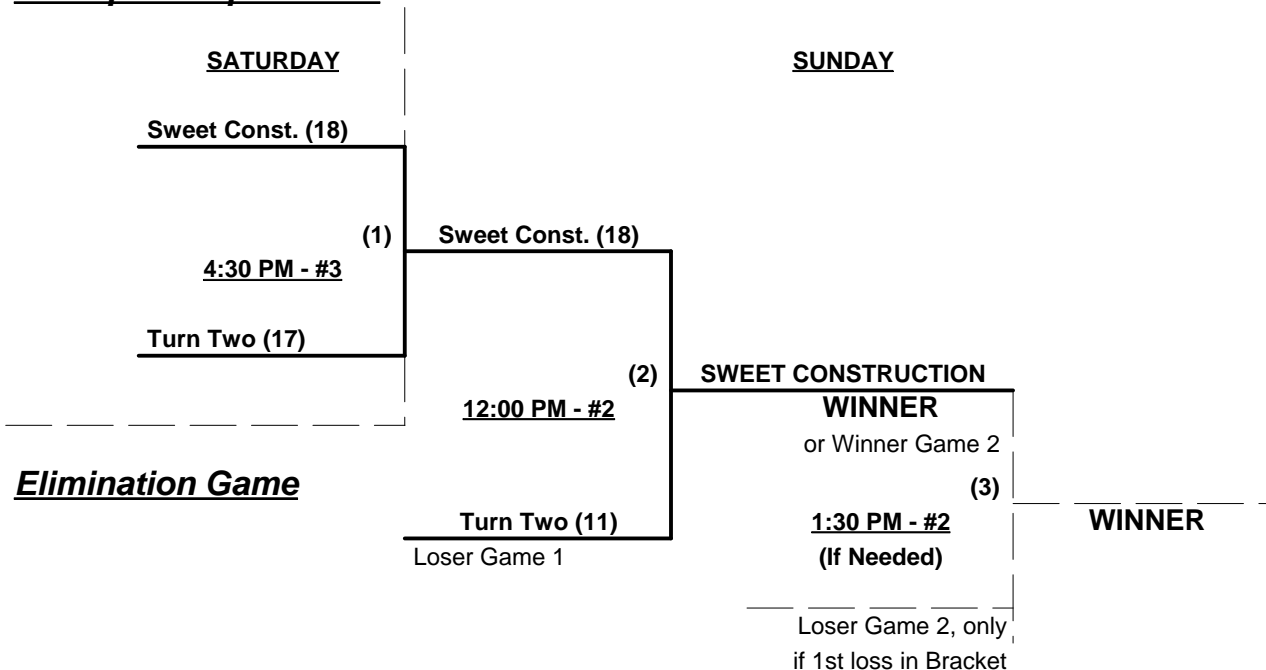 SATURDAY
SUNDAY
Sweet Const. (18)
(1)
Sweet Const. (18)
4:30 PM - #3
Turn Two (17)
(2)
SWEET CONSTRUCTION
12:00 PM - #2
WINNER
or Winner Game 2
Elimination Game
(3)
Turn Two (11)
1:30 PM - #2
WINNER
Loser Game 1
(If Needed)
Loser Game 2, only
if 1st loss in Bracket